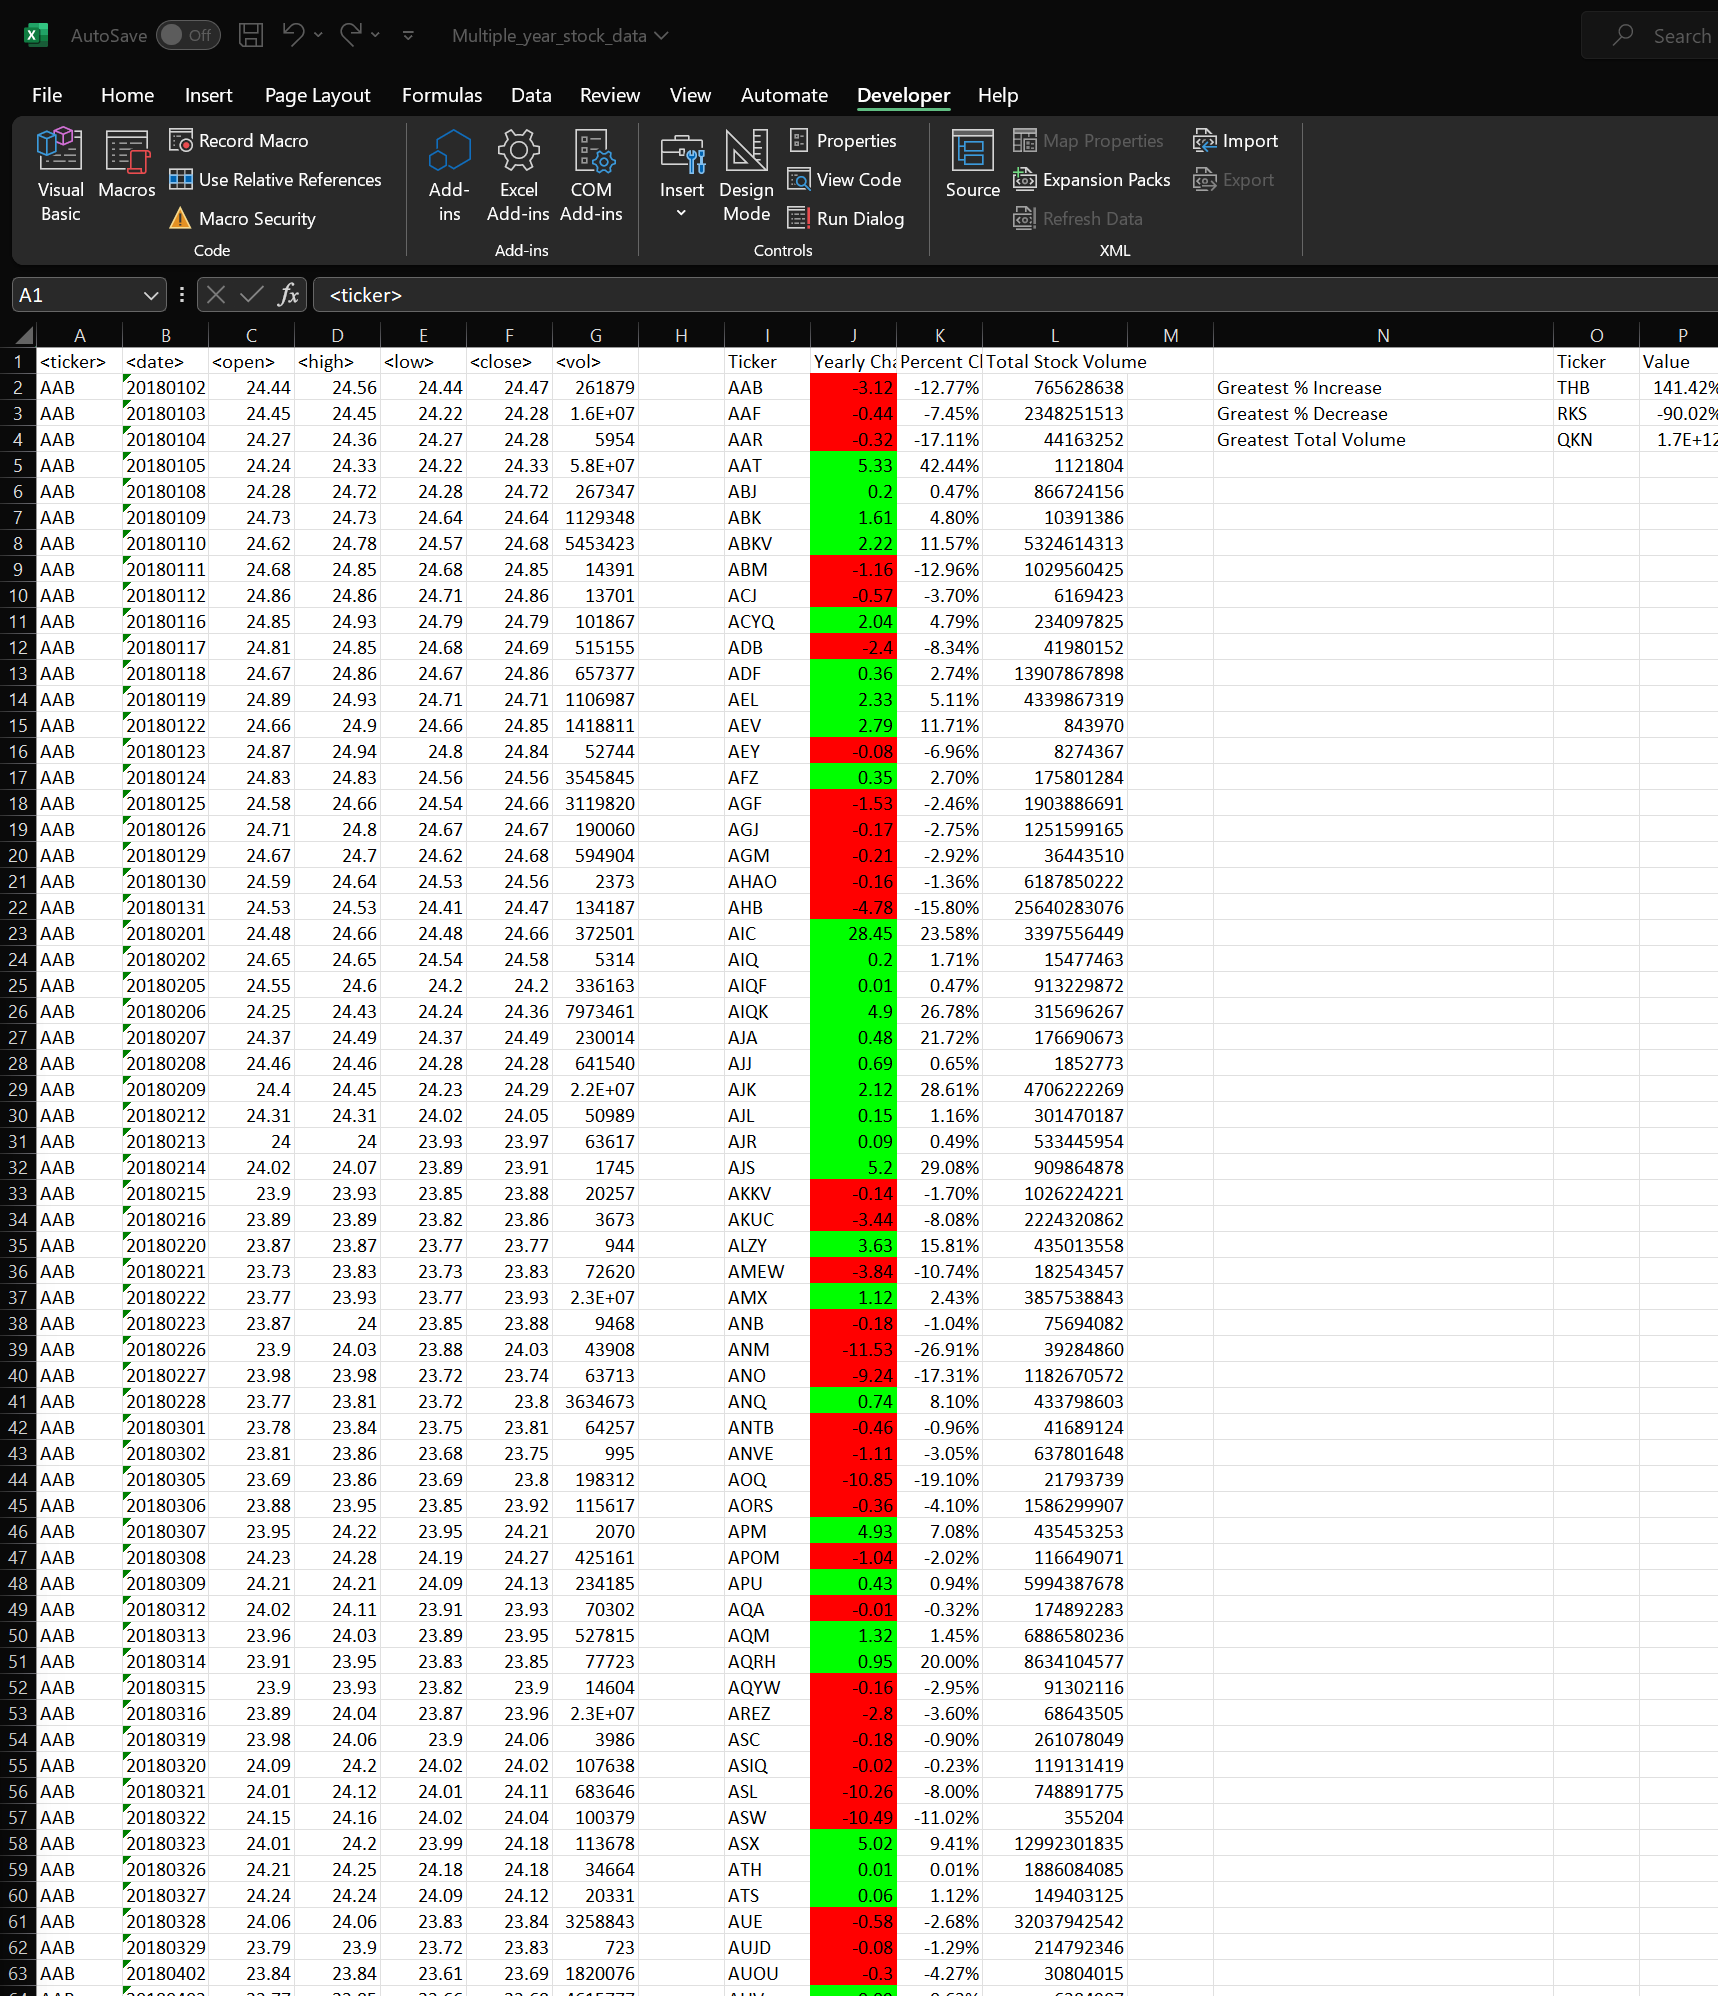 AutoSave Off Multiple_year_stock_data Search
File Home Insert Page Layout Formulas Data Review View Automate Developer Help
Visual Basic Macros Record Macro Use Relative References Macro Security Code
Add-ins Excel Add-ins COM Add-ins Add-ins
Insert Design Mode Properties View Code Run Dialog Controls
Source Map Properties Expansion Packs Refresh Data Import Export XML
A1 fx <ticker>
A B C D E F G H I J K L M N O P
1 <ticker> <date> <open> <high> <low> <close> <vol> Ticker Yearly Cha Percent Cl Total Stock Volume Ticker Value
2 AAB 20180102 24.44 24.56 24.44 24.47 261879 AAB -3.12 -12.77% 765628638 Greatest % Increase THB 141.42%
3 AAB 20180103 24.45 24.45 24.22 24.28 1.6E+07 AAF -0.44 -7.45% 2348251513 Greatest % Decrease RKS -90.02%
4 AAB 20180104 24.27 24.36 24.27 24.28 5954 AAR -0.32 -17.11% 44163252 Greatest Total Volume QKN 1.7E+12
5 AAB 20180105 24.24 24.33 24.22 24.33 5.8E+07 AAT 5.33 42.44% 1121804
6 AAB 20180108 24.28 24.72 24.28 24.72 267347 ABJ 0.2 0.47% 866724156
7 AAB 20180109 24.73 24.73 24.64 24.64 1129348 ABK 1.61 4.80% 10391386
8 AAB 20180110 24.62 24.78 24.57 24.68 5453423 ABKV 2.22 11.57% 5324614313
9 AAB 20180111 24.68 24.85 24.68 24.85 14391 ABM -1.16 -12.96% 1029560425
10 AAB 20180112 24.86 24.86 24.71 24.86 13701 ACJ -0.57 -3.70% 6169423
11 AAB 20180116 24.85 24.93 24.79 24.79 101867 ACYQ 2.04 4.79% 234097825
12 AAB 20180117 24.81 24.85 24.68 24.69 515155 ADB -2.4 -8.34% 41980152
13 AAB 20180118 24.67 24.86 24.67 24.86 657377 ADF 0.36 2.74% 13907867898
14 AAB 20180119 24.89 24.93 24.71 24.71 1106987 AEL 2.33 5.11% 4339867319
15 AAB 20180122 24.66 24.9 24.66 24.85 1418811 AEV 2.79 11.71% 843970
16 AAB 20180123 24.87 24.94 24.8 24.84 52744 AEY -0.08 -6.96% 8274367
17 AAB 20180124 24.83 24.83 24.56 24.56 3545845 AFZ 0.35 2.70% 175801284
18 AAB 20180125 24.58 24.66 24.54 24.66 3119820 AGF -1.53 -2.46% 1903886691
19 AAB 20180126 24.71 24.8 24.67 24.67 190060 AGJ -0.17 -2.75% 1251599165
20 AAB 20180129 24.67 24.7 24.62 24.68 594904 AGM -0.21 -2.92% 36443510
21 AAB 20180130 24.59 24.64 24.53 24.56 2373 AHAO -0.16 -1.36% 6187850222
22 AAB 20180131 24.53 24.53 24.41 24.47 134187 AHB -4.78 -15.80% 25640283076
23 AAB 20180201 24.48 24.66 24.48 24.66 372501 AIC 28.45 23.58% 3397556449
24 AAB 20180202 24.65 24.65 24.54 24.58 5314 AIQ 0.2 1.71% 15477463
25 AAB 20180205 24.55 24.6 24.2 24.2 336163 AIQF 0.01 0.47% 913229872
26 AAB 20180206 24.25 24.43 24.24 24.36 7973461 AIQK 4.9 26.78% 315696267
27 AAB 20180207 24.37 24.49 24.37 24.49 230014 AJA 0.48 21.72% 176690673
28 AAB 20180208 24.46 24.46 24.28 24.28 641540 AJJ 0.69 0.65% 1852773
29 AAB 20180209 24.4 24.45 24.23 24.29 2.2E+07 AJK 2.12 28.61% 4706222269
30 AAB 20180212 24.31 24.31 24.02 24.05 50989 AJL 0.15 1.16% 301470187
31 AAB 20180213 24 24 23.93 23.97 63617 AJR 0.09 0.49% 533445954
32 AAB 20180214 24.02 24.07 23.89 23.91 1745 AJS 5.2 29.08% 909864878
33 AAB 20180215 23.9 23.93 23.85 23.88 20257 AKKV -0.14 -1.70% 1026224221
34 AAB 20180216 23.89 23.89 23.82 23.86 3673 AKUC -3.44 -8.08% 2224320862
35 AAB 20180220 23.87 23.87 23.77 23.77 944 ALZY 3.63 15.81% 435013558
36 AAB 20180221 23.73 23.83 23.73 23.83 72620 AMEW -3.84 -10.74% 182543457
37 AAB 20180222 23.77 23.93 23.77 23.93 2.3E+07 AMX 1.12 2.43% 3857538843
38 AAB 20180223 23.87 24 23.85 23.88 9468 ANB -0.18 -1.04% 75694082
39 AAB 20180226 23.9 24.03 23.88 24.03 43908 ANM -11.53 -26.91% 39284860
40 AAB 20180227 23.98 23.98 23.72 23.74 63713 ANO -9.24 -17.31% 1182670572
41 AAB 20180228 23.77 23.81 23.72 23.8 3634673 ANQ 0.74 8.10% 433798603
42 AAB 20180301 23.78 23.84 23.75 23.81 64257 ANTB -0.46 -0.96% 41689124
43 AAB 20180302 23.81 23.86 23.68 23.75 995 ANVE -1.11 -3.05% 637801648
44 AAB 20180305 23.69 23.86 23.69 23.8 198312 AOQ -10.85 -19.10% 21793739
45 AAB 20180306 23.88 23.95 23.85 23.92 115617 AORS -0.36 -4.10% 1586299907
46 AAB 20180307 23.95 24.22 23.95 24.21 2070 APM 4.93 7.08% 435453253
47 AAB 20180308 24.23 24.28 24.19 24.27 425161 APOM -1.04 -2.02% 116649071
48 AAB 20180309 24.21 24.21 24.09 24.13 234185 APU 0.43 0.94% 5994387678
49 AAB 20180312 24.02 24.11 23.91 23.93 70302 AQA -0.01 -0.32% 174892283
50 AAB 20180313 23.96 24.03 23.89 23.95 527815 AQM 1.32 1.45% 6886580236
51 AAB 20180314 23.91 23.95 23.83 23.85 77723 AQRH 0.95 20.00% 8634104577
52 AAB 20180315 23.9 23.93 23.82 23.9 14604 AQYW -0.16 -2.95% 91302116
53 AAB 20180316 23.89 24.04 23.87 23.96 2.3E+07 AREZ -2.8 -3.60% 68643505
54 AAB 20180319 23.98 24.06 23.9 24.06 3986 ASC -0.18 -0.90% 261078049
55 AAB 20180320 24.09 24.2 24.02 24.02 107638 ASIQ -0.02 -0.23% 119131419
56 AAB 20180321 24.01 24.12 24.01 24.11 683646 ASL -10.26 -8.00% 748891775
57 AAB 20180322 24.15 24.16 24.02 24.04 100379 ASW -10.49 -11.02% 355204
58 AAB 20180323 24.01 24.2 23.99 24.18 113678 ASX 5.02 9.41% 12992301835
59 AAB 20180326 24.21 24.25 24.18 24.18 34664 ATH 0.01 0.01% 1886084085
60 AAB 20180327 24.24 24.24 24.09 24.12 20331 ATS 0.06 1.12% 149403125
61 AAB 20180328 24.06 24.06 23.83 23.84 3258843 AUE -0.58 -2.68% 32037942542
62 AAB 20180329 23.79 23.9 23.72 23.83 723 AUJD -0.08 -1.29% 214792346
63 AAB 20180402 23.84 23.84 23.61 23.69 1820076 AUOU -0.3 -4.27% 30804015